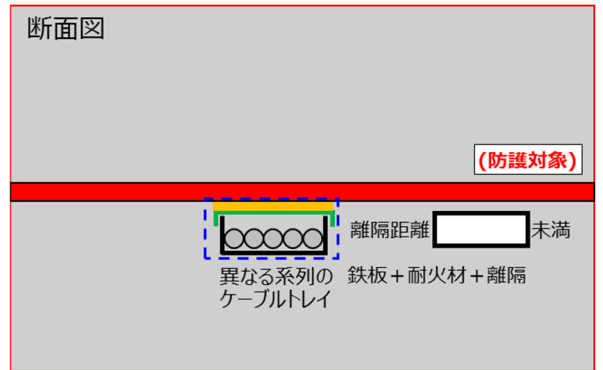 断面図
(防護対象)
離隔距離 未満
異なる系列の
ケーブルトレイ
鉄板+耐火材+離隔